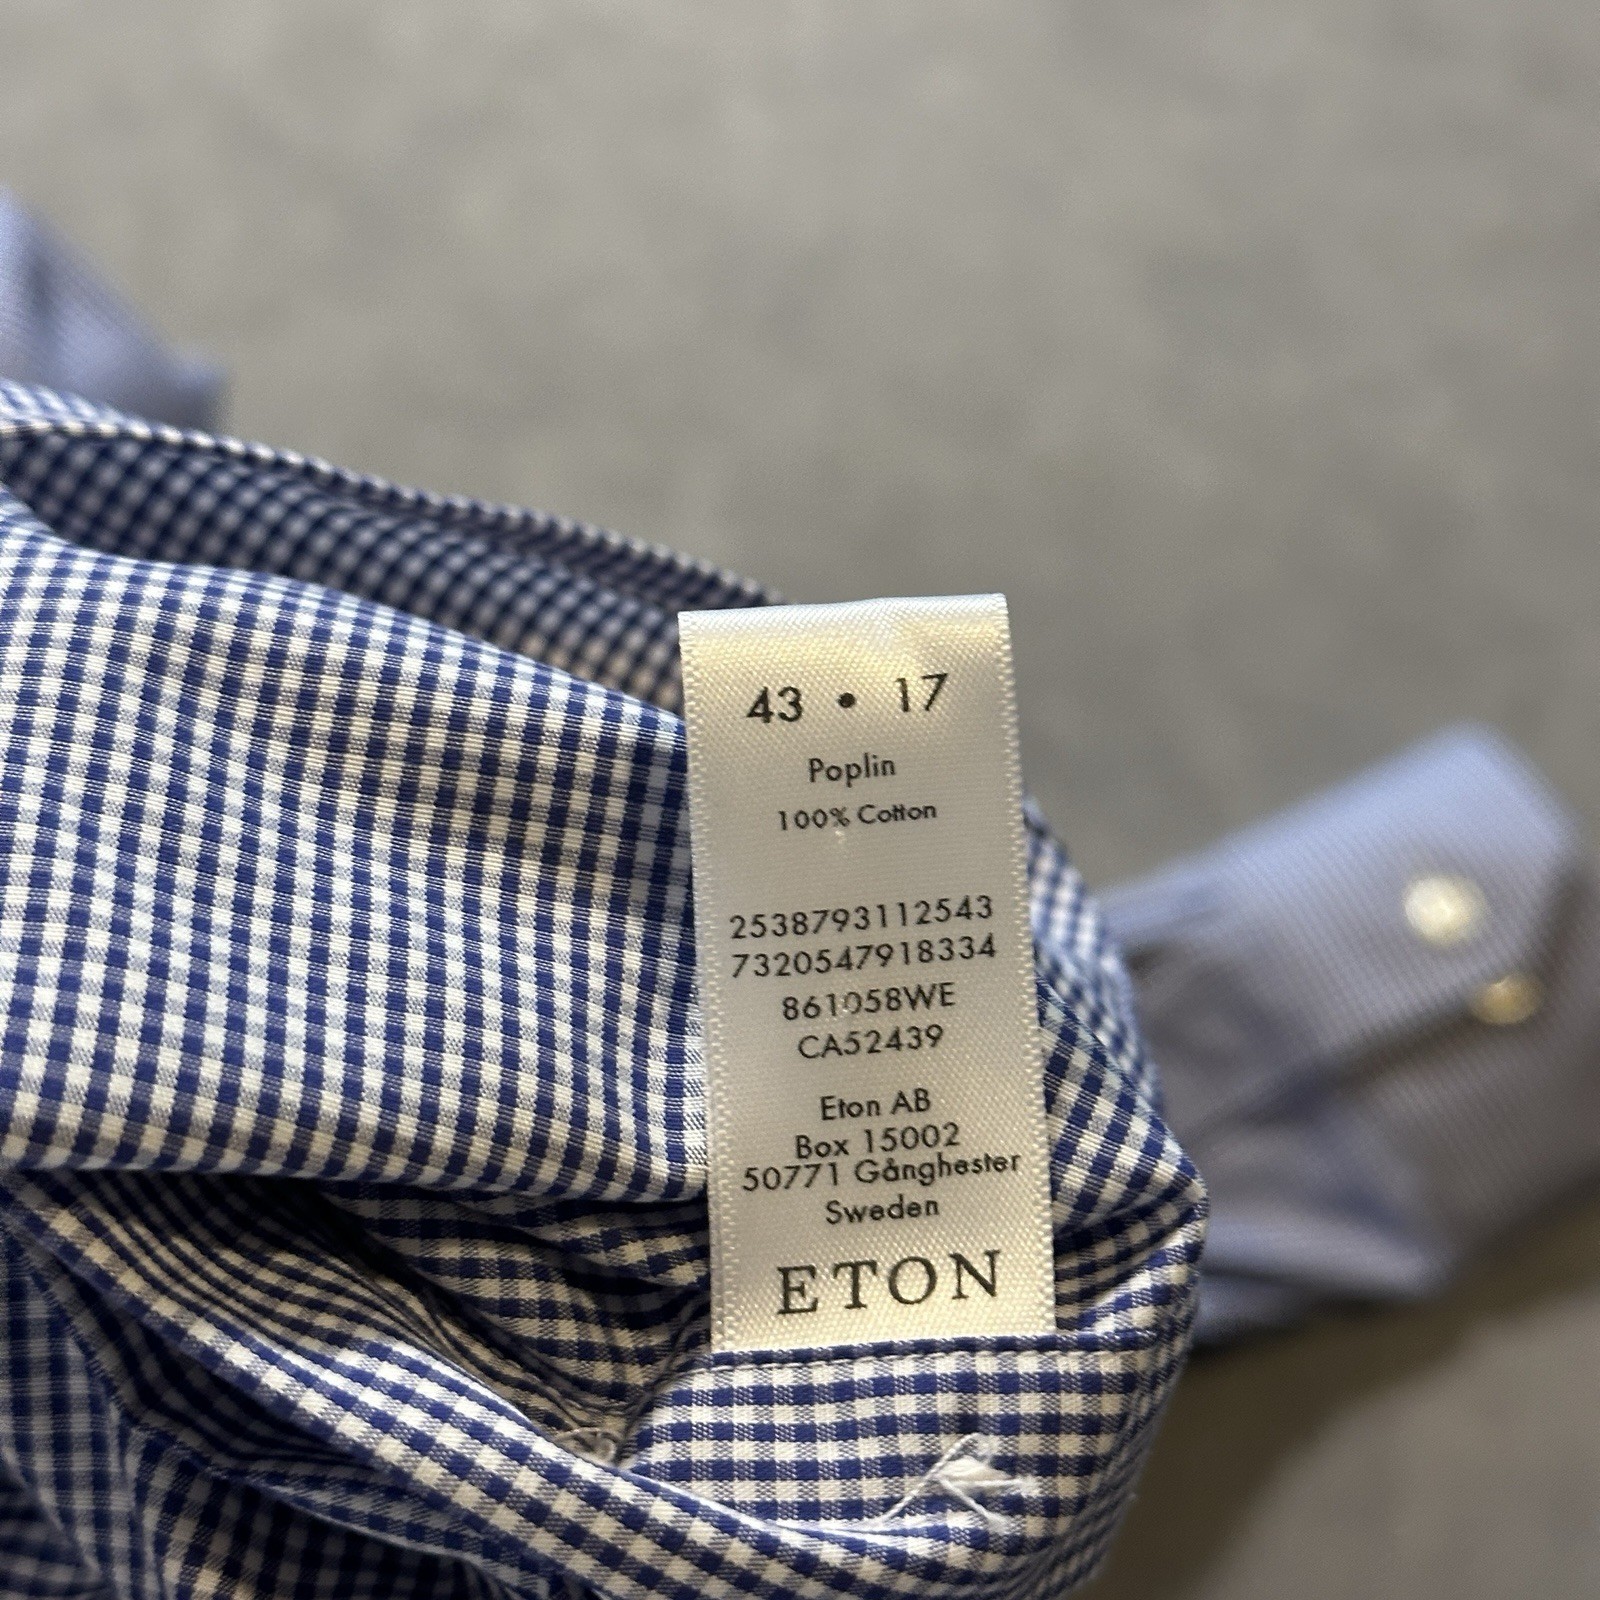 43 • 17
Poplin
100% Cotton
2538793112543
7320547918334
861058WE
CA52439
Eton AB
Box 15002
50771 Gånghester
Sweden
ETON